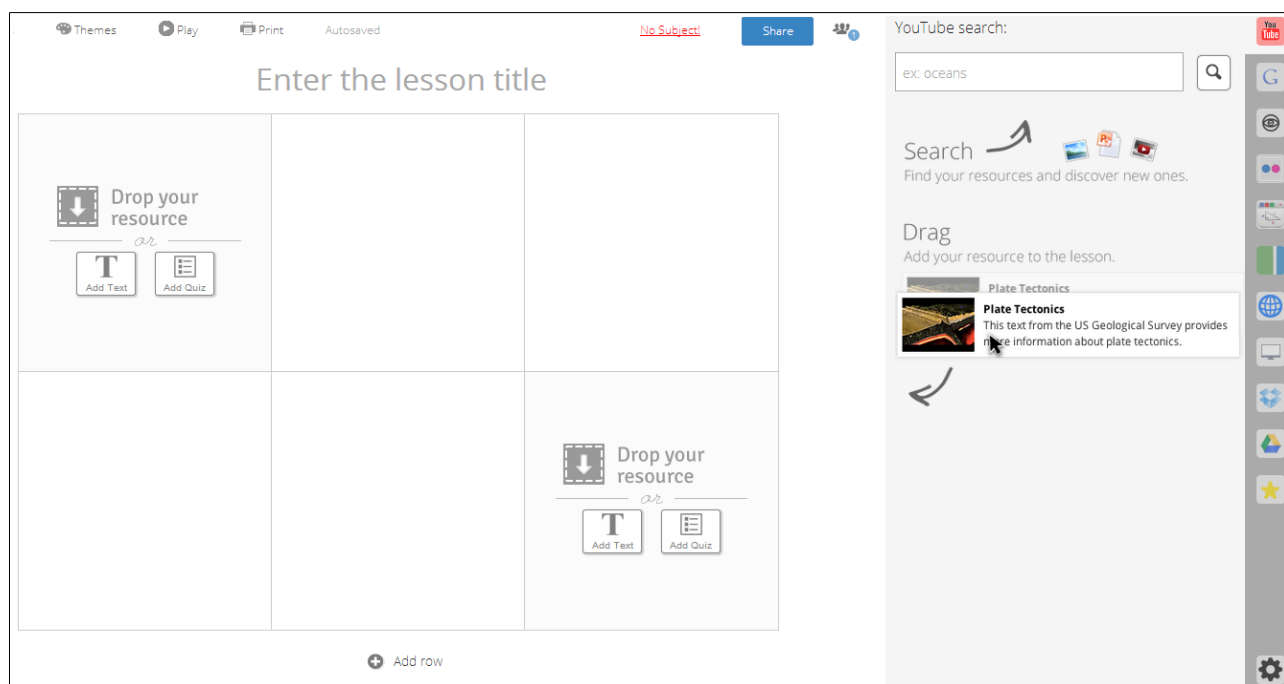 Themes Play Print Autosaved No Subject! Share 1
Enter the lesson title
Drop your
resource
or
Add Text Add Quiz
Drop your
resource
or
Add Text Add Quiz
Add row
YouTube search:
ex: oceans
Search
Find your resources and discover new ones.
Drag
Add your resource to the lesson.
Plate Tectonics
Plate Tectonics
This text from the US Geological Survey provides
more information about plate tectonics.
You
Tube
G